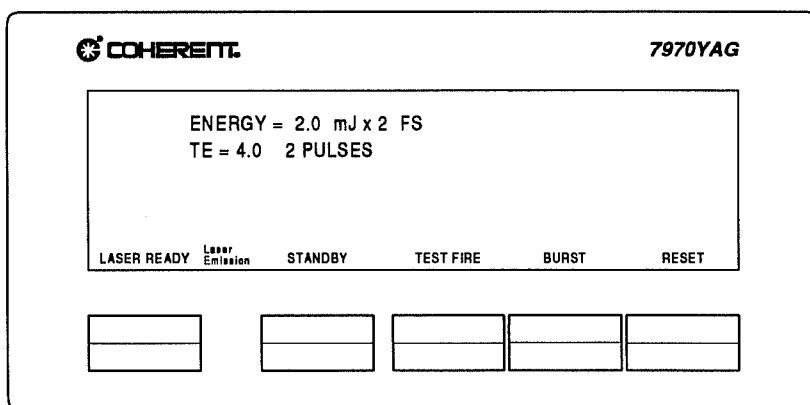 COHERENT. 7970YAG
ENERGY = 2.0 mJ x 2 FS
TE = 4.0 2 PULSES
LASER READY Laser Emission STANDBY TEST FIRE BURST RESET